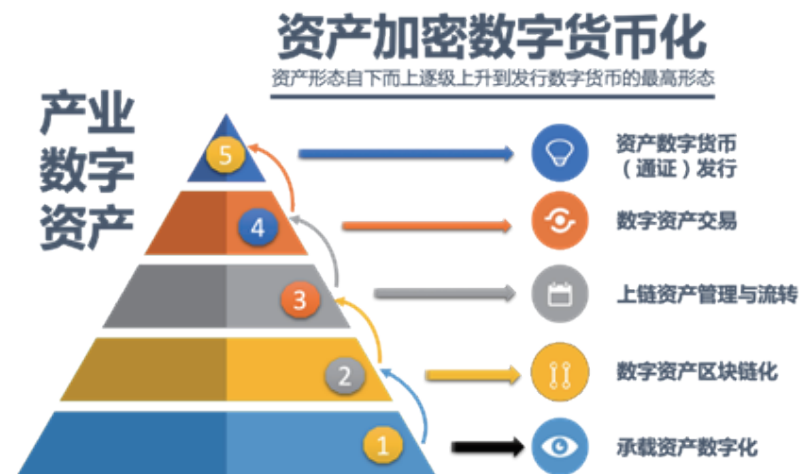 资产加密数字货币化
资产形态自下而上逐级上升到发行数字货币的最高形态
产业
数字
资产
5
资产数字货币
（通证）发行
4
数字资产交易
3
上链资产管理与流转
2
数字资产区块链化
1
承载资产数字化